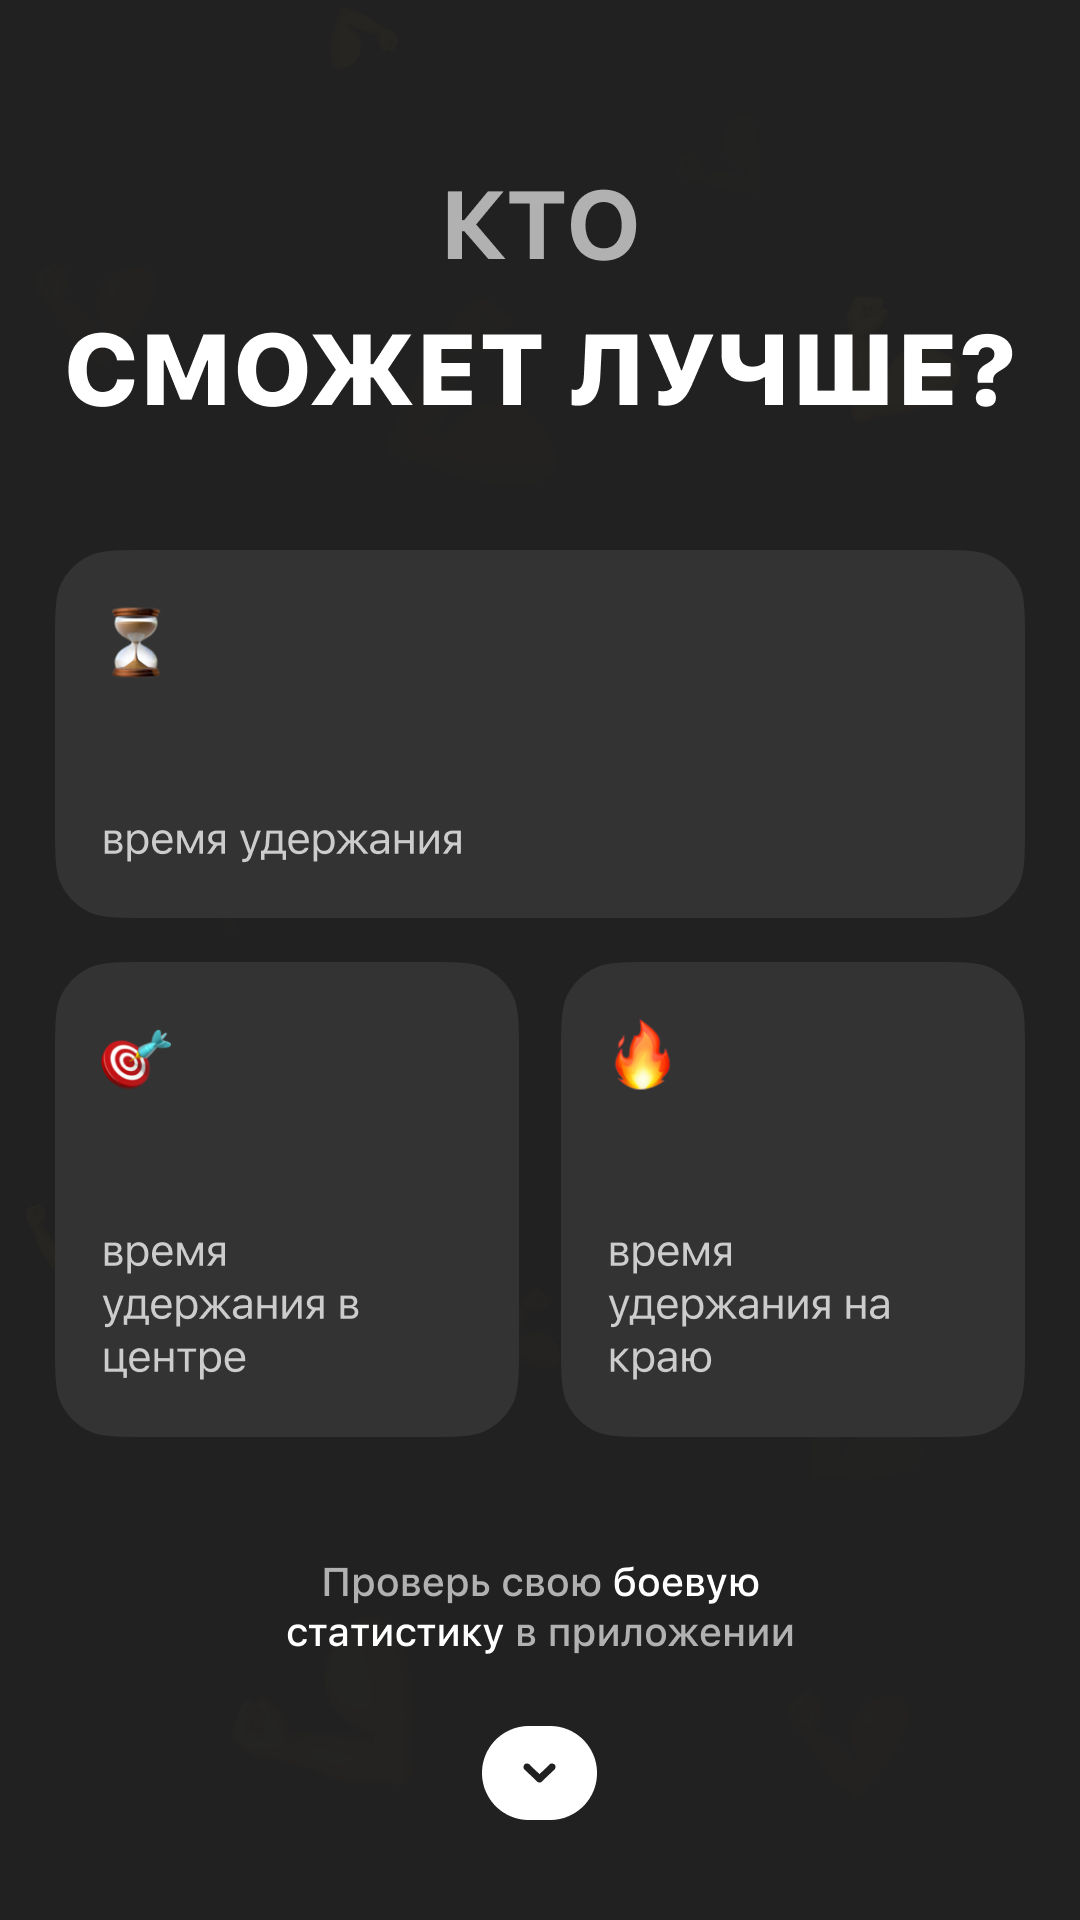 КТО
СМОЖЕТ ЛУЧШЕ?
время удержания
время
удержания в
центре
время
удержания на
краю
Проверь свою боевую
статистику в приложении